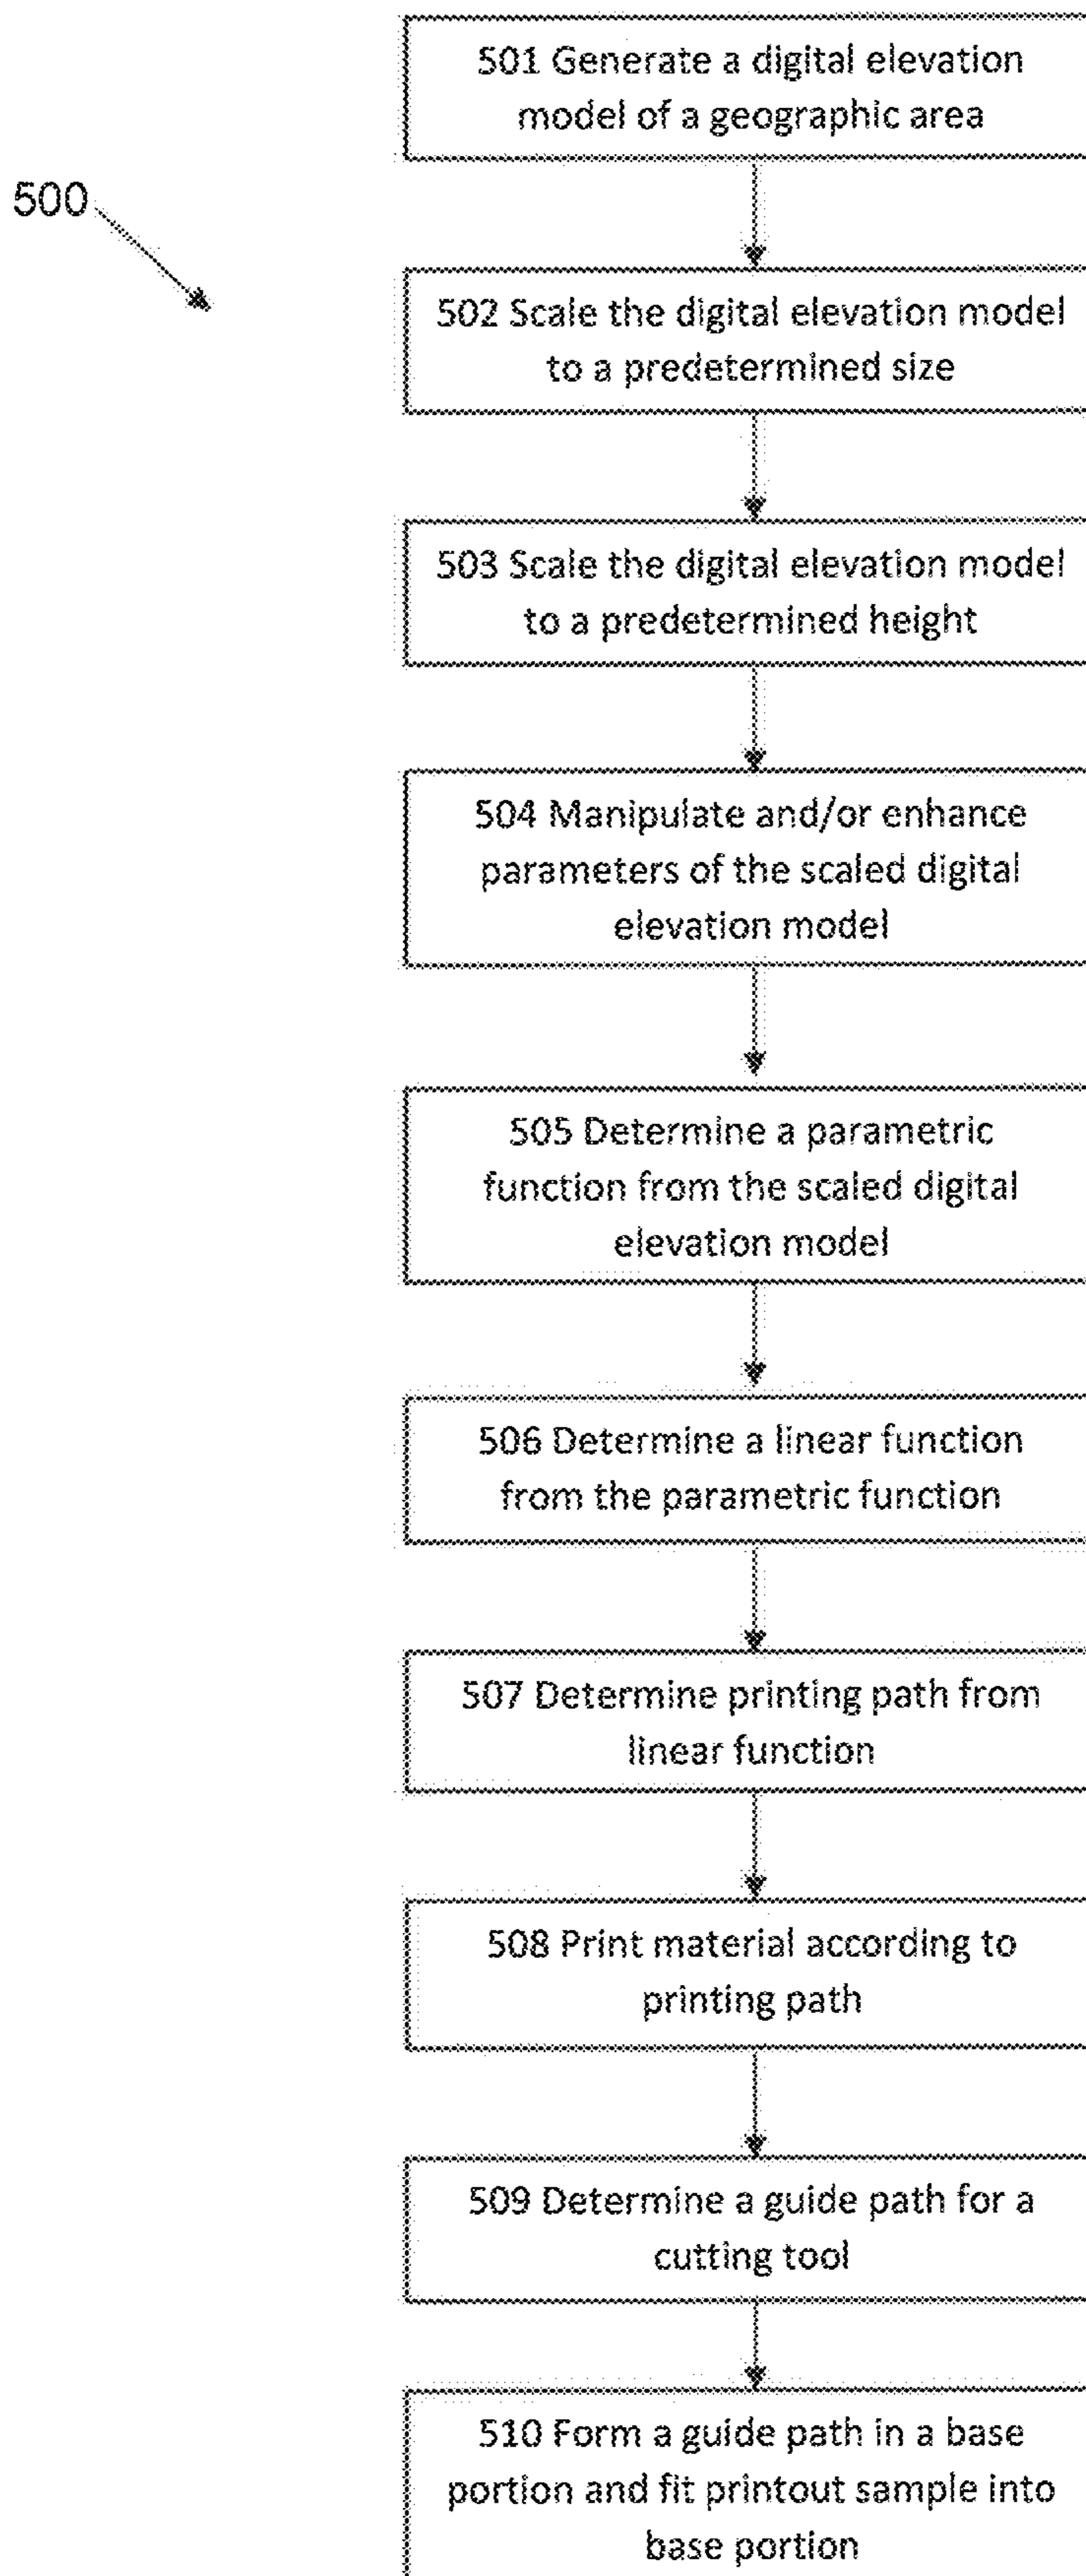 501 Generate a digital elevation
model of a geographic area
500
502 Scale the digital elevation model
to a predetermined size
503 Scale the digital elevation model
to a predetermined height
504 Manipulate and/or enhance
parameters of the scaled digital
elevation model
505 Determine a parametric
function from the scaled digital
elevation model
506 Determine a linear function
from the parametric function
507 Determine printing path from
linear function
508 Print material according to
printing path
509 Determine a guide path for a
cutting tool
510 Form a guide path in a base
portion and fit printout sample into
base portion